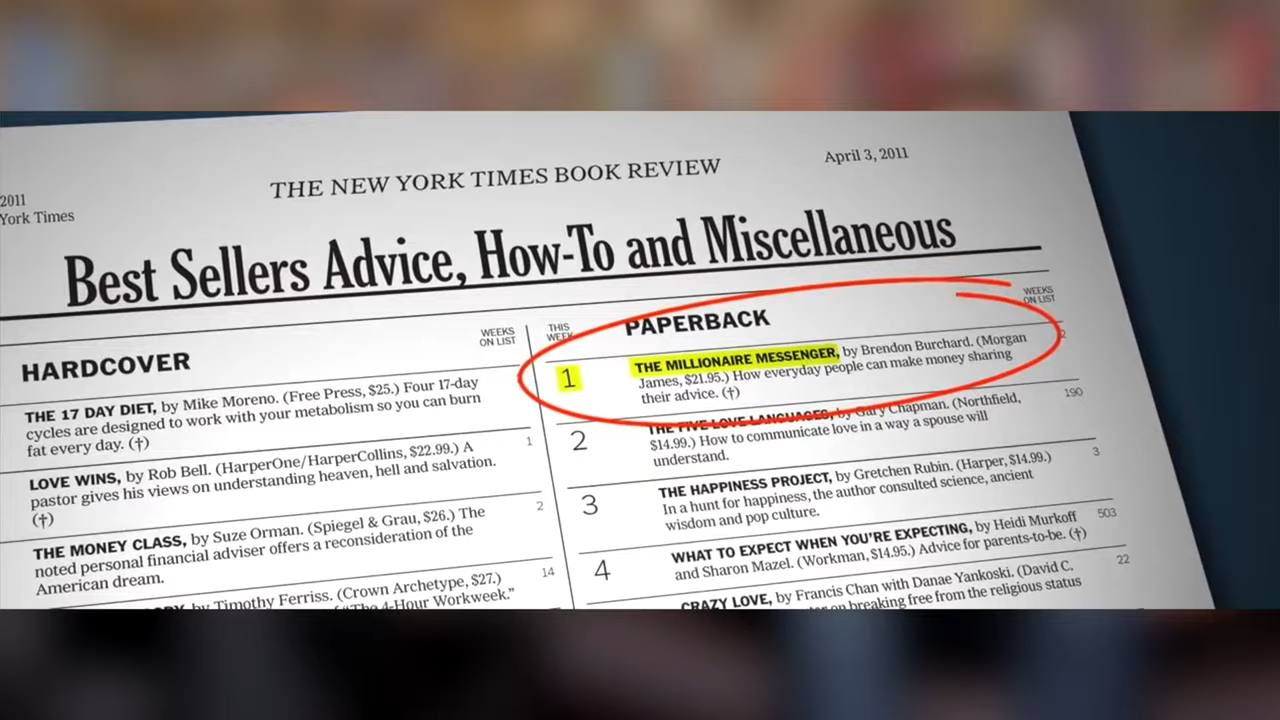 2011
York Times
THE NEW YORK TIMES BOOK REVIEW
April 3, 2011
Best Sellers Advice, How-To and Miscellaneous
HARDCOVER
WEEKS
ON LIST
THE 17 DAY DIET, by Mike Moreno. (Free Press, $25.) Four 17-day
cycles are designed to work with your metabolism so you can burn
fat every day. (†)
1
LOVE WINS, by Rob Bell. (HarperOne/HarperCollins, $22.99.) A
pastor gives his views on understanding heaven, hell and salvation.
(†)
2
THE MONEY CLASS, by Suze Orman. (Spiegel & Grau, $26.) The
noted personal financial adviser offers a reconsideration of the
American dream.
14
by Timothy Ferriss. (Crown Archetype, $27.)
"The 4-Hour Workweek."
THIS
WEEK
PAPERBACK
WEEKS
ON LIST
1
THE MILLIONAIRE MESSENGER, by Brendon Burchard. (Morgan
James, $21.95.) How everyday people can make money sharing
their advice. (†)
2
2
THE FIVE LOVE LANGUAGES, by Gary Chapman. (Northfield,
$14.99.) How to communicate love in a way a spouse will
understand.
190
3
THE HAPPINESS PROJECT, by Gretchen Rubin. (Harper, $14.99.)
In a hunt for happiness, the author consulted science, ancient
wisdom and pop culture.
3
4
WHAT TO EXPECT WHEN YOU'RE EXPECTING, by Heidi Murkoff
and Sharon Mazel. (Workman, $14.95.) Advice for parents-to-be. (†)
503
CRAZY LOVE, by Francis Chan with Danae Yankoski. (David C.
on breaking free from the religious status
22